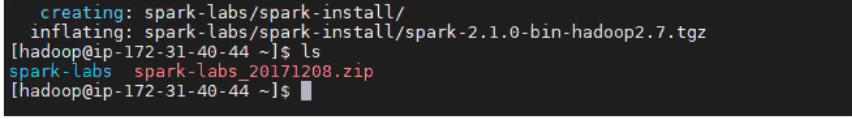 creating: spark-labs/spark-install/
inflating: spark-labs/spark-install/spark-2.1.0-bin-hadoop2.7.tgz
[hadoop@ip-172-31-40-44 ~]$ ls
spark-labs  spark-labs_20171208.zip
[hadoop@ip-172-31-40-44 ~]$